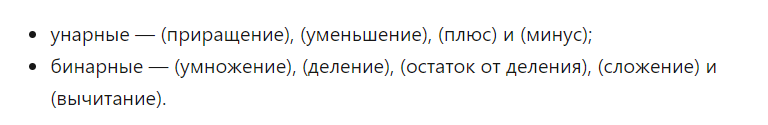 • унарные — (приращение), (уменьшение), (плюс) и (минус);
• бинарные — (умножение), (деление), (остаток от деления), (сложение) и
(вычитание).